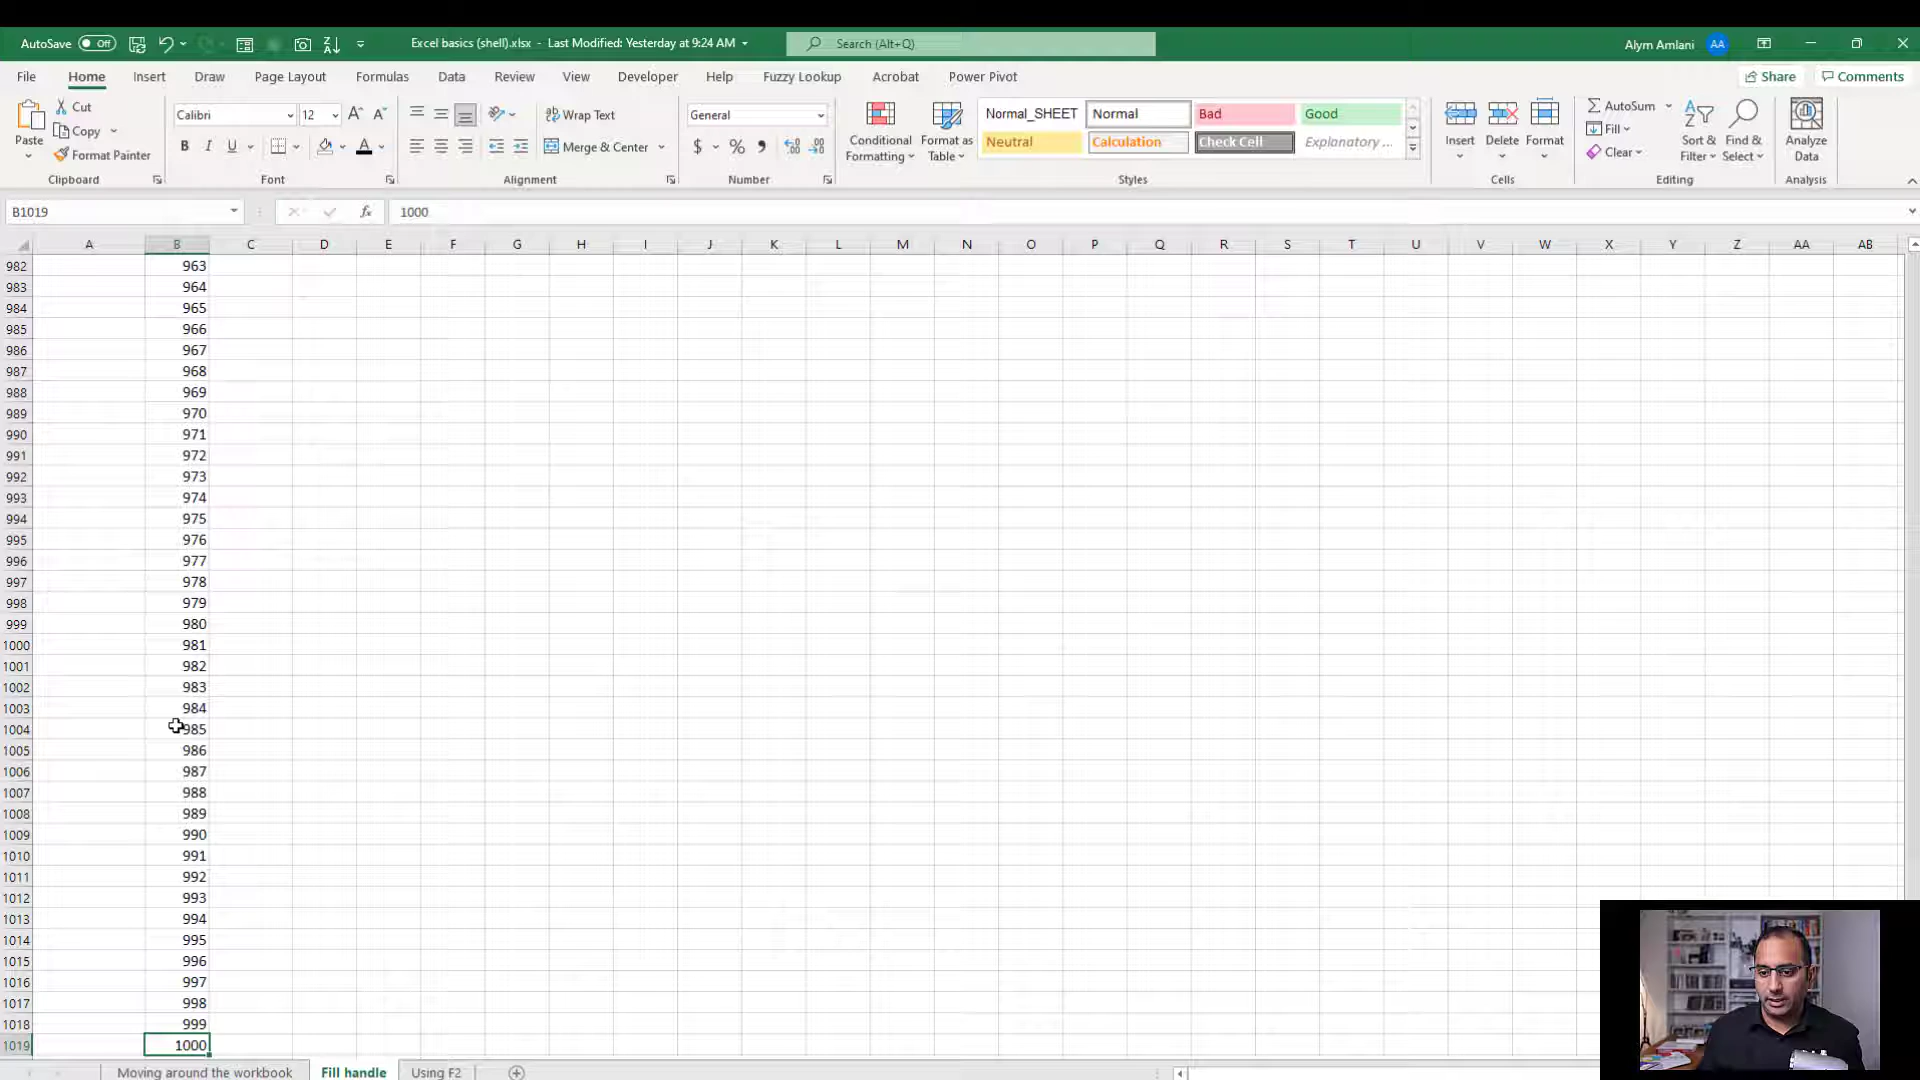 AutoSave Off Excel basics (shell).xlsx - Last Modified: Yesterday at 9:24 AM Search (Alt+Q) Alym Amlani AA
File Home Insert Draw Page Layout Formulas Data Review View Developer Help Fuzzy Lookup Acrobat Power Pivot Share Comments
Paste
Cut
Copy
Format Painter
Clipboard
Calibri 12
B I U
Font
Wrap Text
Merge & Center
Alignment
General
$ % ,
Number
Conditional
Formatting
Format as
Table
Normal_SHEET Normal Bad Good
Neutral Calculation Check Cell Explanatory ...
Styles
Insert Delete Format
Cells
AutoSum
Fill
Clear
Sort &
Filter
Find &
Select
Editing
Analyze
Data
Analysis
B1019 fx 1000
A B C D E F G H I J K L M N O P Q R S T U V W X Y Z AA AB
982 963
983 964
984 965
985 966
986 967
987 968
988 969
989 970
990 971
991 972
992 973
993 974
994 975
995 976
996 977
997 978
998 979
999 980
1000 981
1001 982
1002 983
1003 984
1004 985
1005 986
1006 987
1007 988
1008 989
1009 990
1010 991
1011 992
1012 993
1013 994
1014 995
1015 996
1016 997
1017 998
1018 999
1019 1000
Moving around the workbook Fill handle Using F2